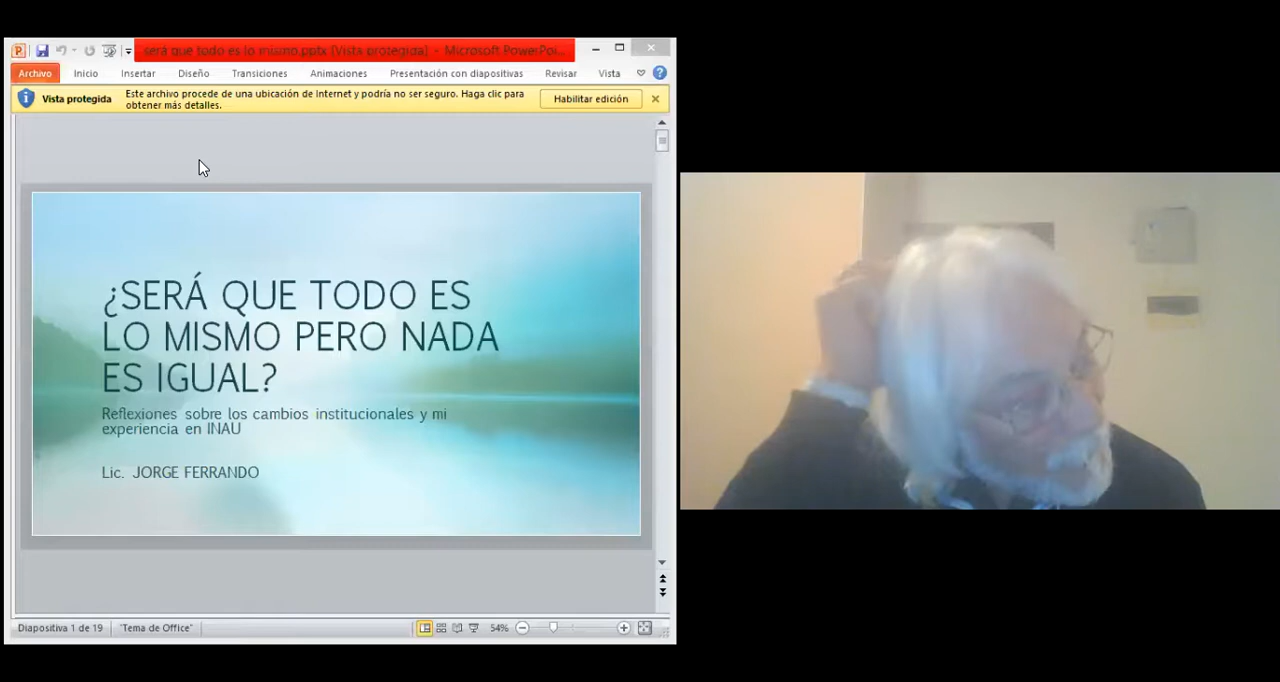 será que todo es lo mismo.pptx [Vista protegida] - Microsoft PowerPoi...
Archivo Inicio Insertar Diseño Transiciones Animaciones Presentación con diapositivas Revisar Vista
Vista protegida Este archivo procede de una ubicación de Internet y podría no ser seguro. Haga clic para
obtener más detalles.
Habilitar edición
¿SERÁ QUE TODO ES
LO MISMO PERO NADA
ES IGUAL?
Reflexiones sobre los cambios institucionales y mi
experiencia en INAU
Lic. JORGE FERRANDO
Diapositiva 1 de 19 "Tema de Office" 54%